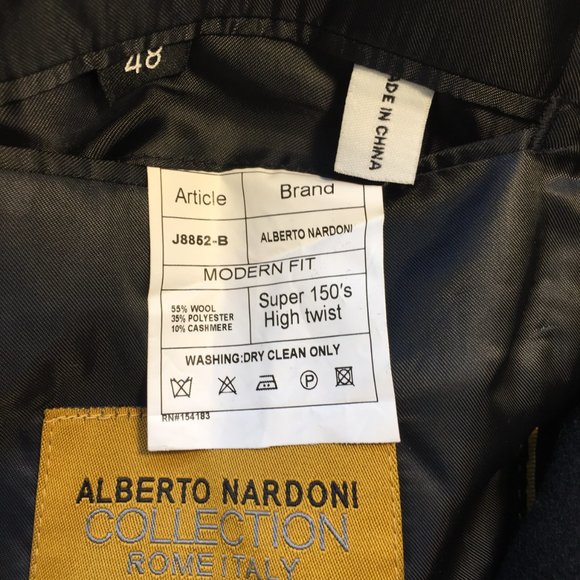 48
MADE IN CHINA
Article Brand
J8852-B ALBERTO NARDONI
MODERN FIT
55% WOOL
35% POLYESTER
10% CASHMERE
Super 150's
High twist
WASHING:DRY CLEAN ONLY
P
RN#154183
ALBERTO NARDONI
COLLECTION
ROME ITALY